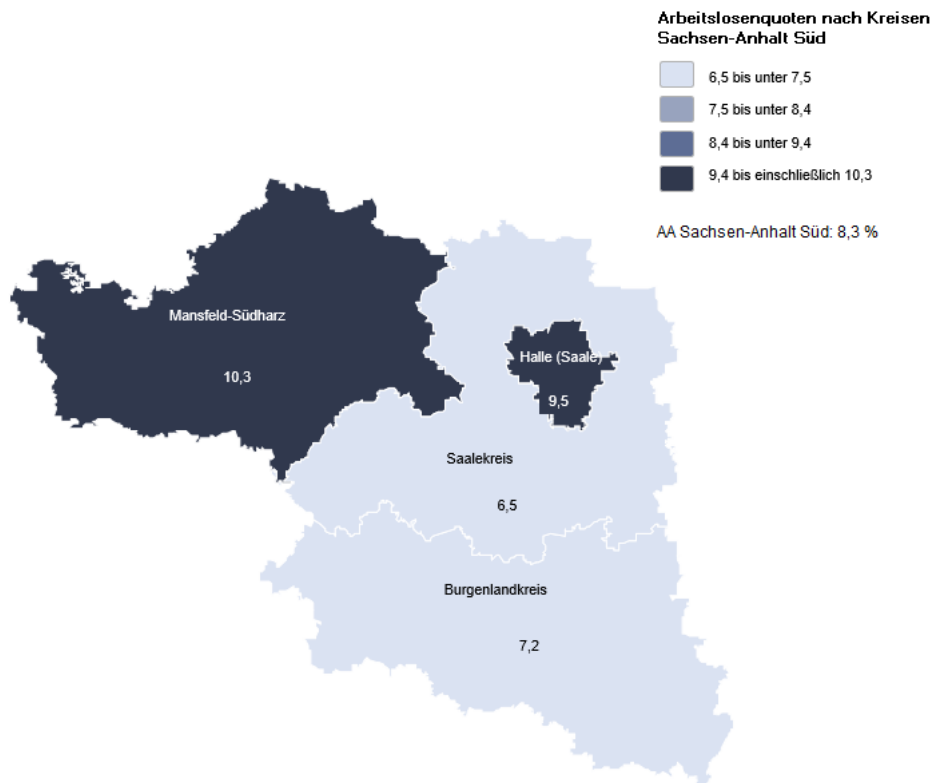 Arbeitslosenquoten nach Kreisen
Sachsen-Anhalt Süd
6,5 bis unter 7,5
7,5 bis unter 8,4
8,4 bis unter 9,4
9,4 bis einschließlich 10,3
AA Sachsen-Anhalt Süd: 8,3 %
Mansfeld-Südharz
10,3
Halle (Saale)
9,5
Saalekreis
6,5
Burgenlandkreis
7,2